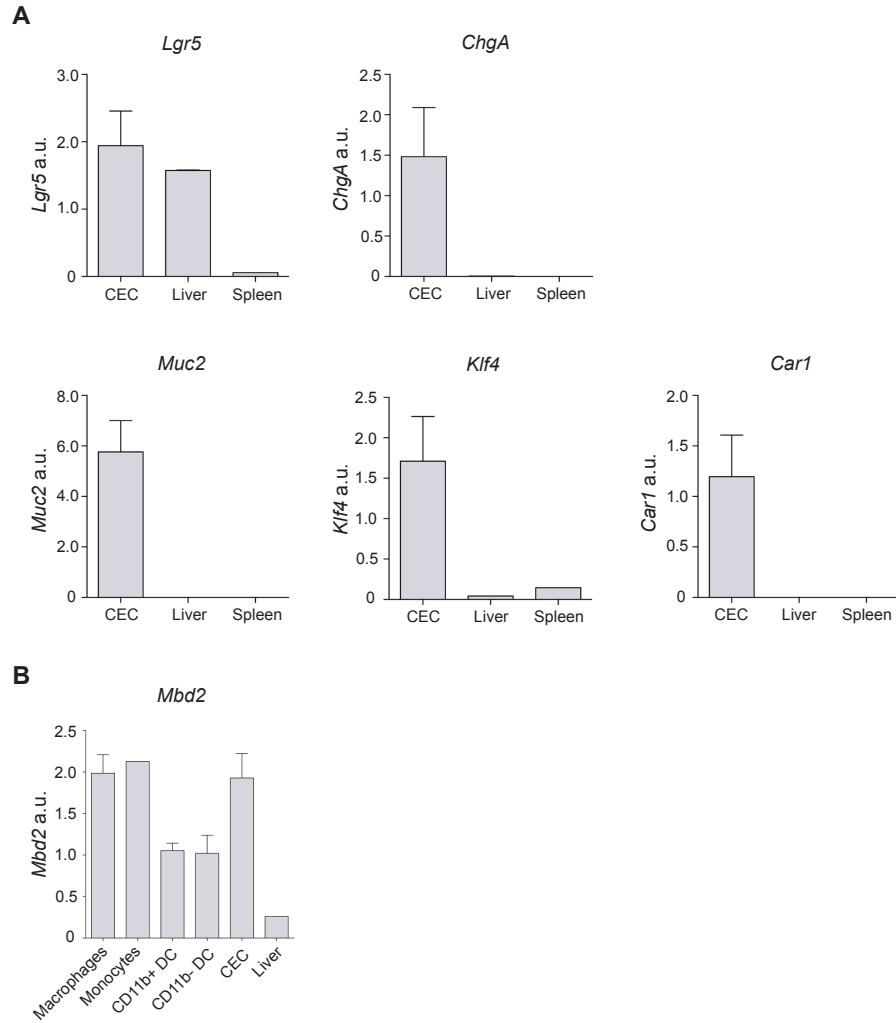 A
Lgr5
ChgA
Lgr5 a.u.
3.0
2.0
1.0
0
CEC
Liver
Spleen
ChgA a.u.
2.5
2.0
1.5
1.0
0.5
0
CEC
Liver
Spleen
Muc2
Klf4
Car1
Muc2 a.u.
8.0
6.0
4.0
2.0
0
CEC
Liver
Spleen
Klf4 a.u.
2.5
2.0
1.5
1.0
0.5
0
CEC
Liver
Spleen
Car1 a.u.
2.0
1.5
1.0
0.5
0
CEC
Liver
Spleen
B
Mbd2
Mbd2 a.u.
2.5
2.0
1.5
1.0
0.5
0
Macrophages
Monocytes
CD11b+ DC
CD11b- DC
CEC
Liver